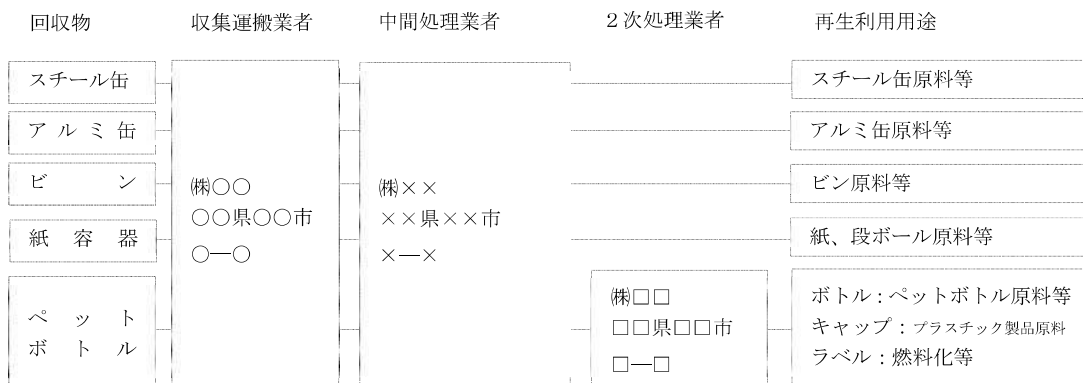 回収物　収集運搬業者　中間処理業者　２次処理業者　再生利用用途
スチール缶　スチール缶原料等
アルミ缶　アルミ缶原料等
ビン　㈱○○　㈱××　ビン原料等
○○県○○市　××県××市
紙容器　紙、段ボール原料等
○―○　×―×
㈱□□　ボトル：ペットボトル原料等
ペット　□□県□□市　キャップ：プラスチック製品原料
ボトル　□―□　ラベル：燃料化等